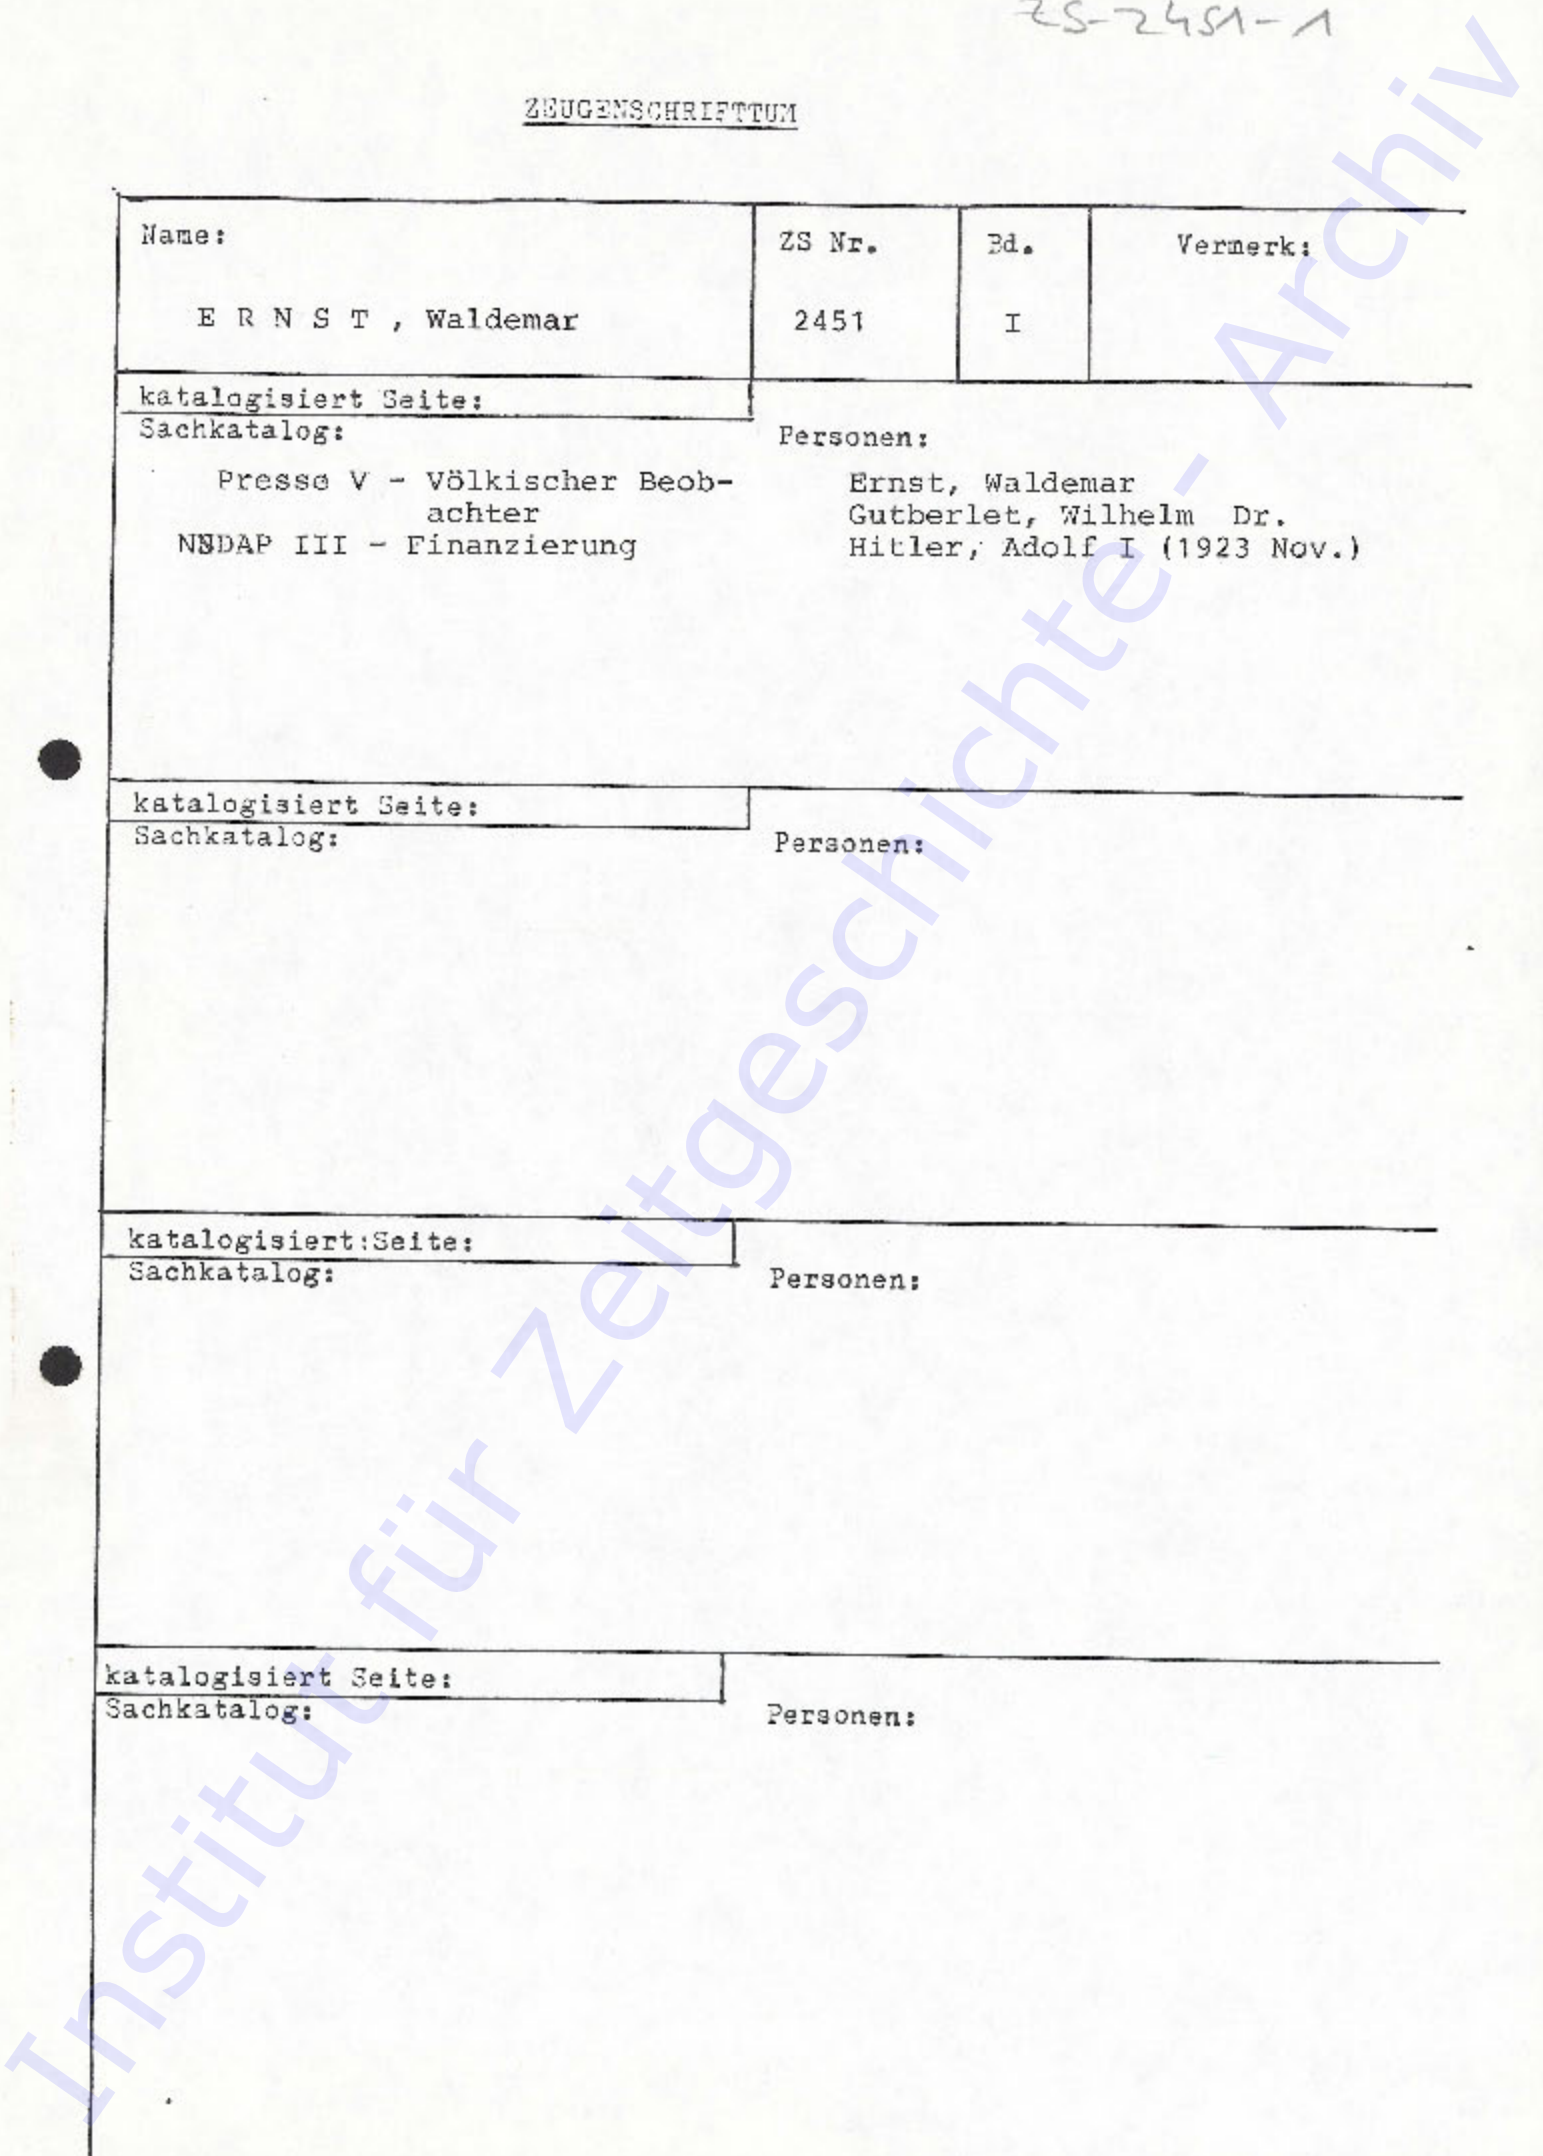 ZS-2451-1
ZEUGENSCHRIFTTUM
Name: ZS Nr. Bd. Vermerk:
E R N S T , Waldemar 2451 I
katalogisiert Seite:
Sachkatalog: Personen:
Presse V - Völkischer Beob- Ernst, Waldemar
achter Gutberlet, Wilhelm Dr.
NSDAP III - Finanzierung Hitler, Adolf I (1923 Nov.)
katalogisiert Seite:
Sachkatalog: Personen:
katalogisiert:Seite:
Sachkatalog: Personen:
katalogisiert Seite:
Sachkatalog: Personen:
Institut für Zeitgeschichte - Archiv